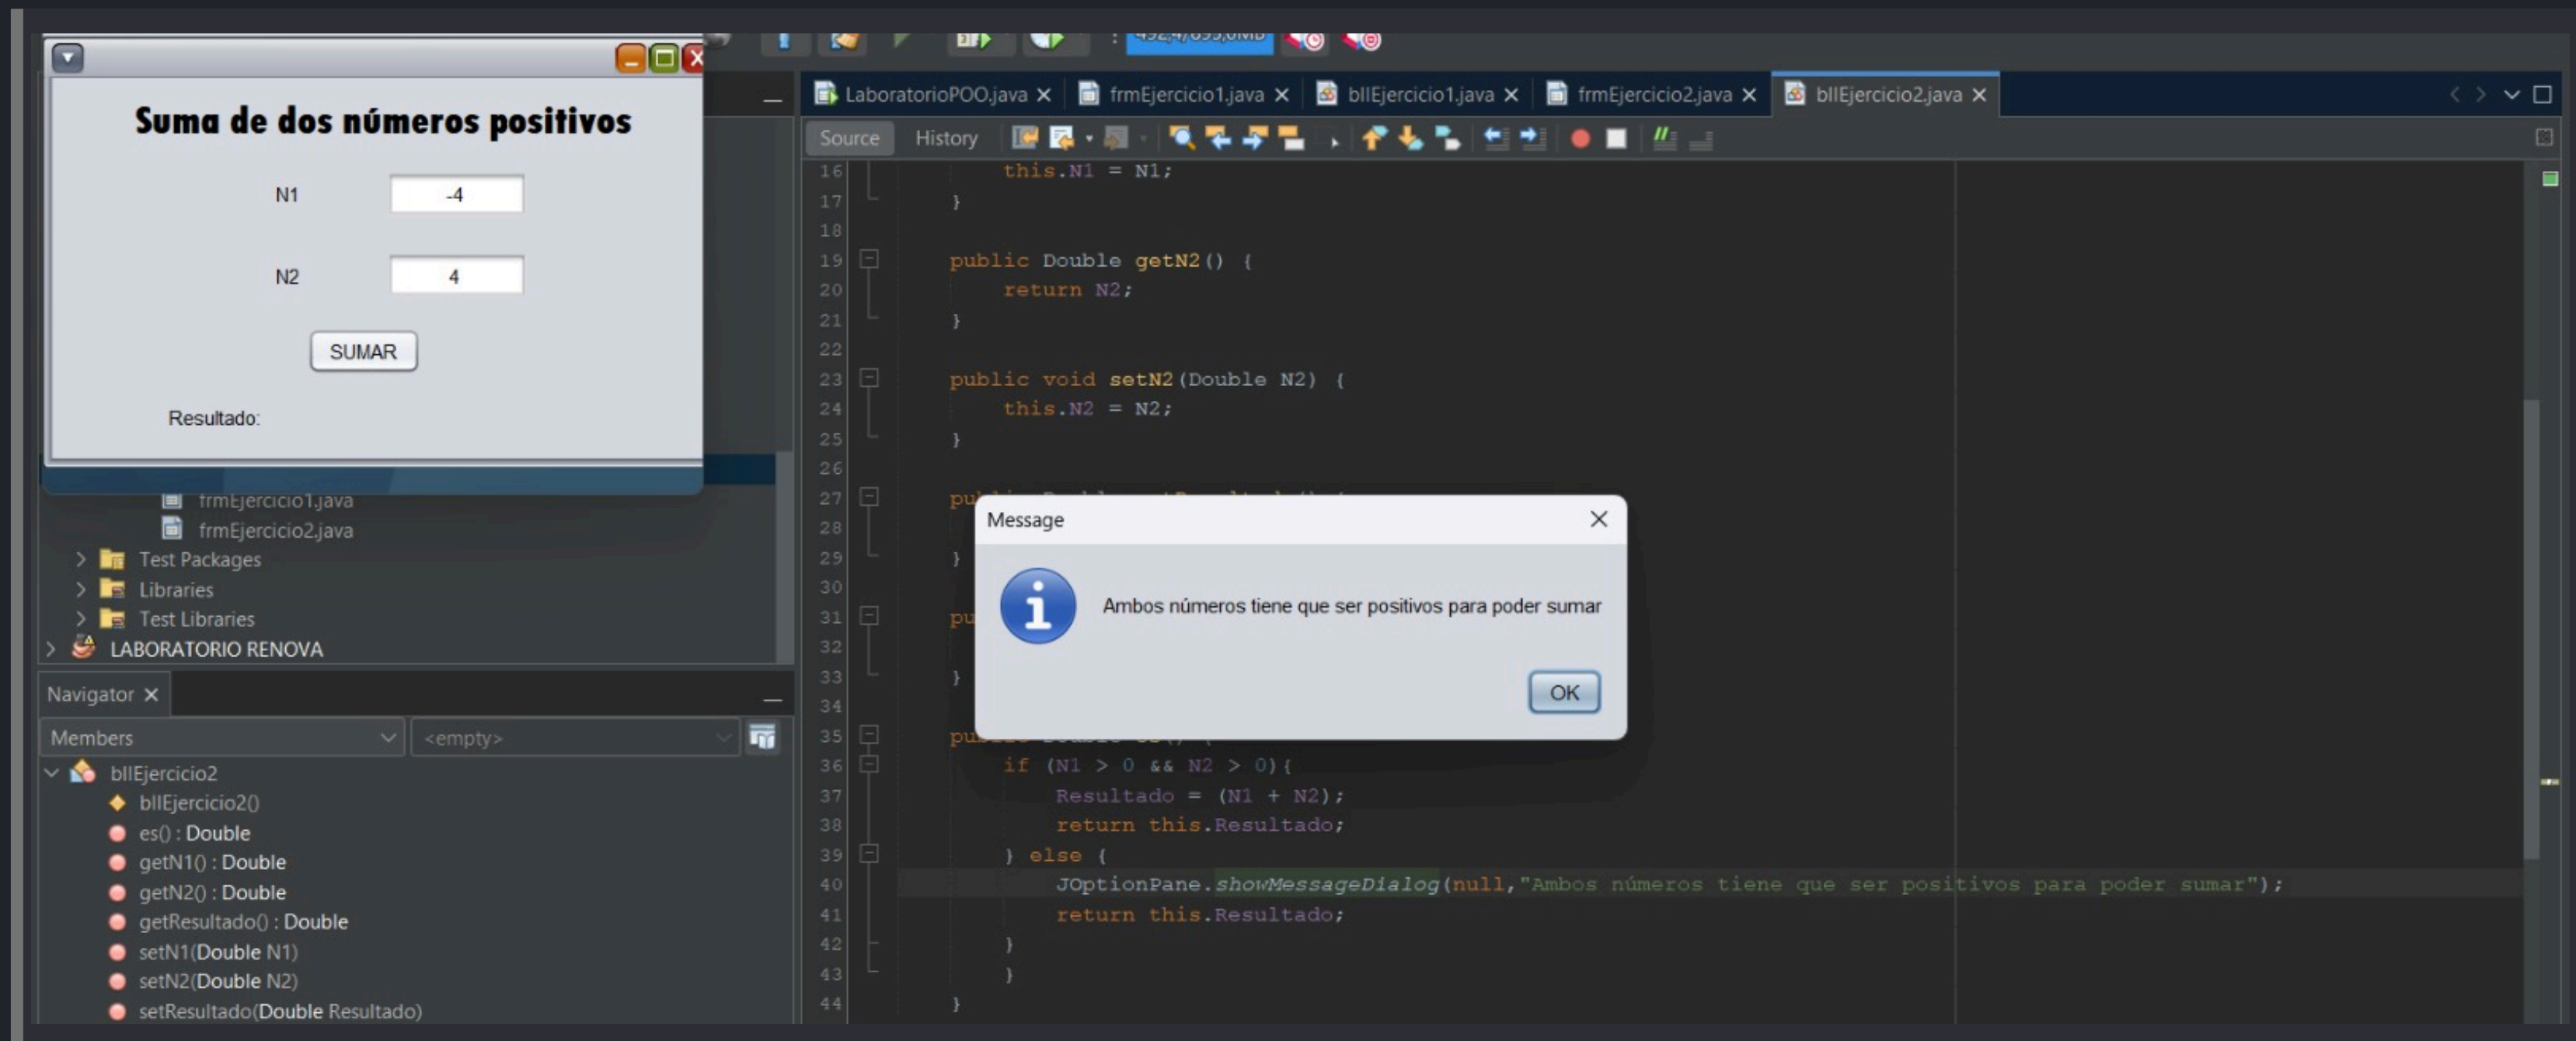 Suma de dos números positivos
N1
-4
N2
4
SUMAR
Resultado:
frmEjercicio1.java
frmEjercicio2.java
Test Packages
Libraries
Test Libraries
LABORATORIO RENOVA
Navigator
Members
<empty>
bllEjercicio2
bllEjercicio2()
es() : Double
getN1() : Double
getN2() : Double
getResultado() : Double
setN1(Double N1)
setN2(Double N2)
setResultado(Double Resultado)
LaboratorioPOO.java frmEjercicio1.java bllEjercicio1.java frmEjercicio2.java bllEjercicio2.java
Source History
16 this.N1 = N1;
17 }
18
19 public Double getN2() {
20 return N2;
21 }
22
23 public void setN2(Double N2) {
24 this.N2 = N2;
25 }
26
27
28
29 }
30
31
32
33 }
34
35
36 if (N1 > 0 && N2 > 0){
37 Resultado = (N1 + N2);
38 return this.Resultado;
39 } else {
40 JOptionPane.showMessageDialog(null,"Ambos números tiene que ser positivos para poder sumar");
41 return this.Resultado;
42 }
43 }
44 }
Message
Ambos números tiene que ser positivos para poder sumar
OK